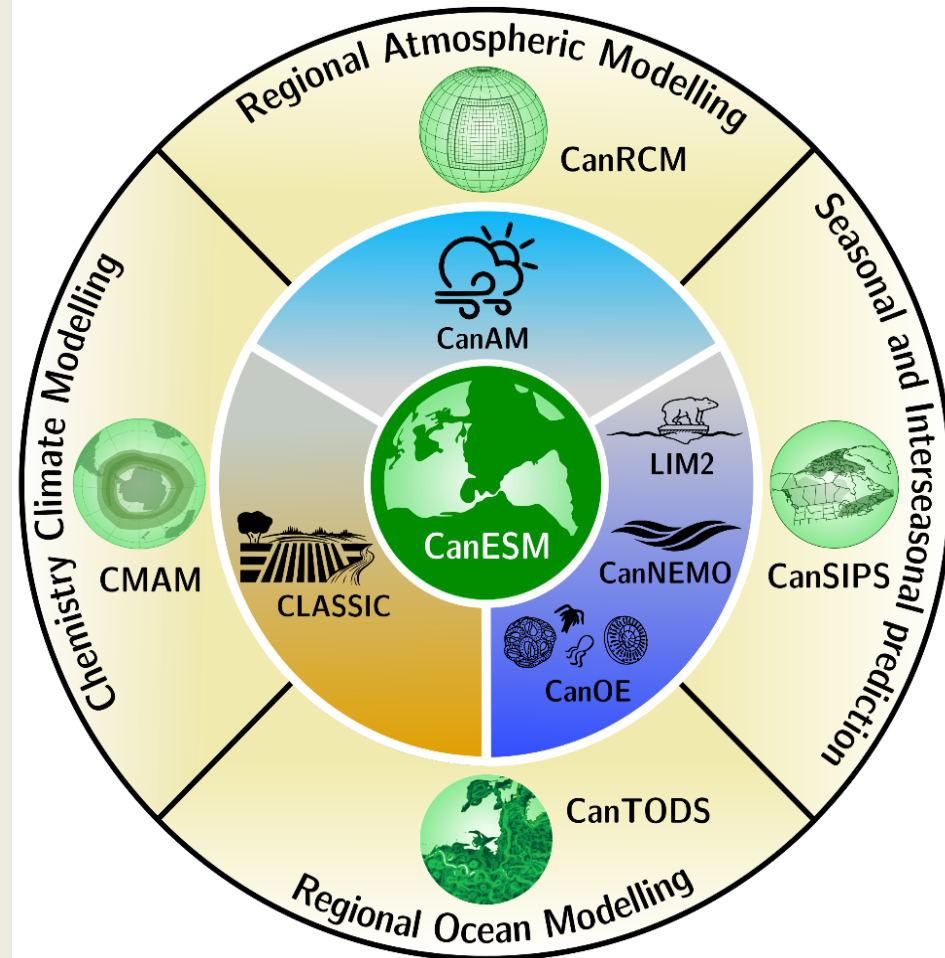 Regional Atmospheric Modelling
CanRCM
Seasonal and Interseasonal prediction
CanSIPS
Chemistry Climate Modelling
CMAM
CanAM
LIM2
CanNEMO
CanOE
CLASSIC
CanESM
CanTODS
Regional Ocean Modelling